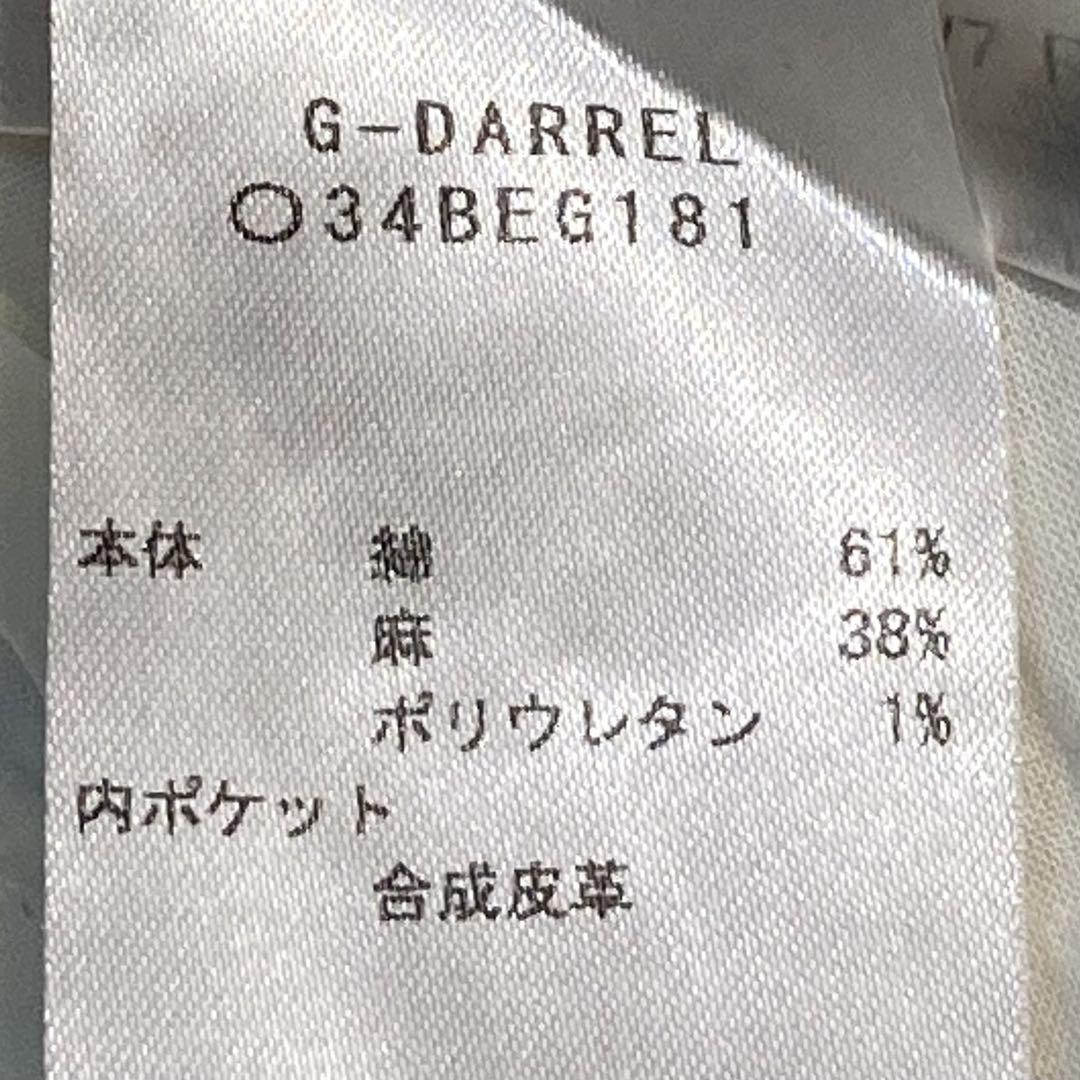 G-DARREL
〇34BEG181
本体 綿 61%
麻 38%
ポリウレタン 1%
内ポケット
合成皮革